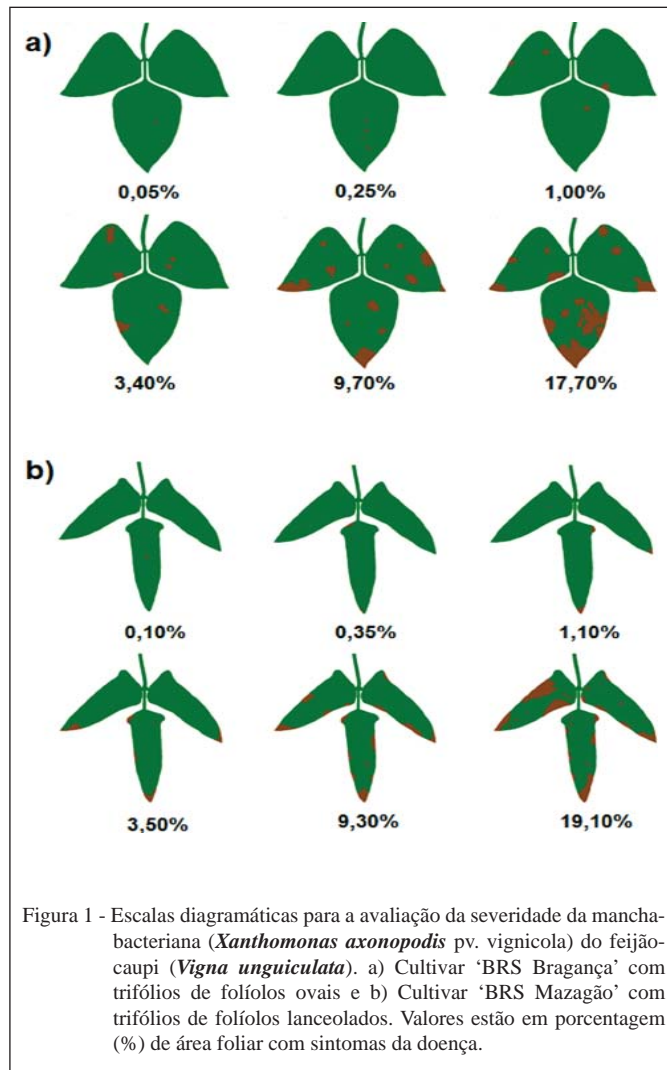 a)
0,05% 0,25% 1,00%
3,40% 9,70% 17,70%
b)
0,10% 0,35% 1,10%
3,50% 9,30% 19,10%
Figura 1 - Escalas diagramáticas para a avaliação da severidade da mancha-
bacteriana (Xanthomonas axonopodis pv. vignicola) do feijão-
caupi (Vigna unguiculata). a) Cultivar ‘BRS Bragança’ com
trifólios de folíolos ovais e b) Cultivar ‘BRS Mazagão’ com
trifólios de folíolos lanceolados. Valores estão em porcentagem
(%) de área foliar com sintomas da doença.